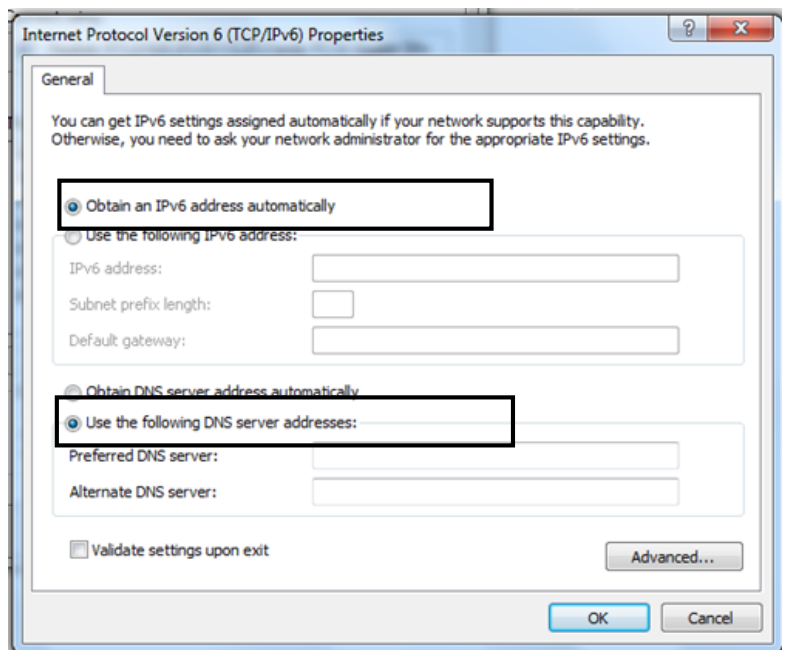 Internet Protocol Version 6 (TCP/IPv6) Properties
General
You can get IPv6 settings assigned automatically if your network supports this capability.
Otherwise, you need to ask your network administrator for the appropriate IPv6 settings.
Obtain an IPv6 address automatically
Use the following IPv6 address:
IPv6 address:
Subnet prefix length:
Default gateway:
Obtain DNS server address automatically
Use the following DNS server addresses:
Preferred DNS server:
Alternate DNS server:
Validate settings upon exit
Advanced...
OK Cancel